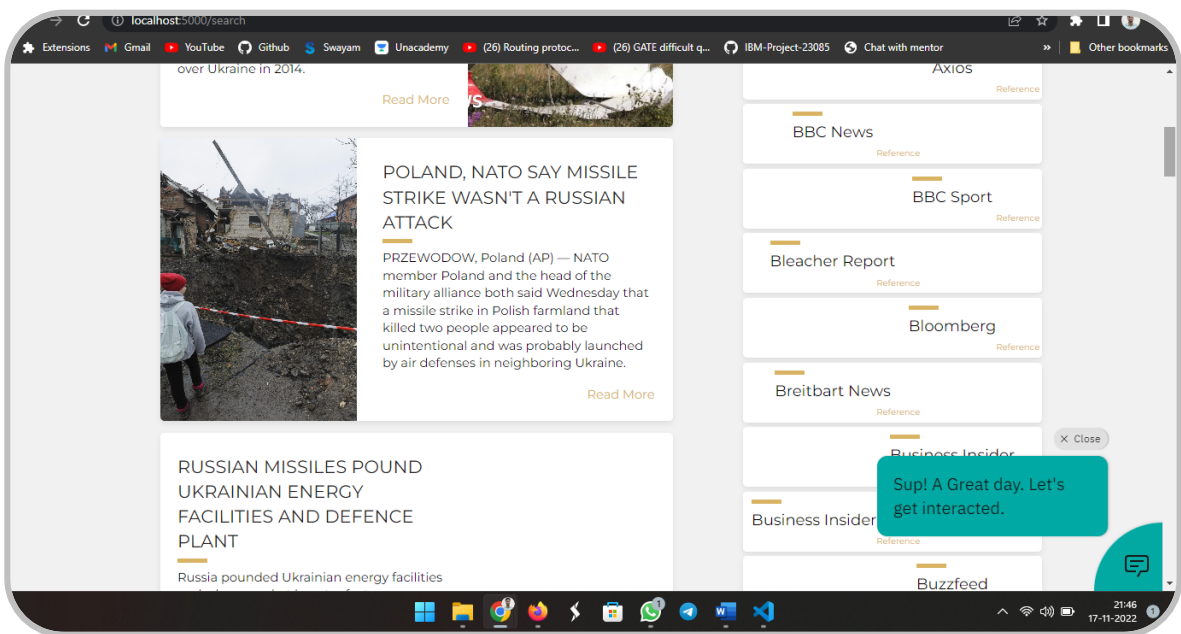 localhost:5000/search
Extensions
Gmail
YouTube
Github
Swayam
Unacademy
(26) Routing protoc...
(26) GATE difficult q...
IBM-Project-23085
Chat with mentor
»
Other bookmarks
over Ukraine in 2014.
Read More
POLAND, NATO SAY MISSILE
STRIKE WASN'T A RUSSIAN
ATTACK
PRZEWODOW, Poland (AP) — NATO
member Poland and the head of the
military alliance both said Wednesday that
a missile strike in Polish farmland that
killed two people appeared to be
unintentional and was probably launched
by air defenses in neighboring Ukraine.
Read More
RUSSIAN MISSILES POUND
UKRAINIAN ENERGY
FACILITIES AND DEFENCE
PLANT
Russia pounded Ukrainian energy facilities
Axios
Reference
BBC News
Reference
BBC Sport
Reference
Bleacher Report
Reference
Bloomberg
Reference
Breitbart News
Reference
Business Insider
Business Insider
Reference
Buzzfeed
× Close
Sup! A Great day. Let's
get interacted.
21:46
17-11-2022
1